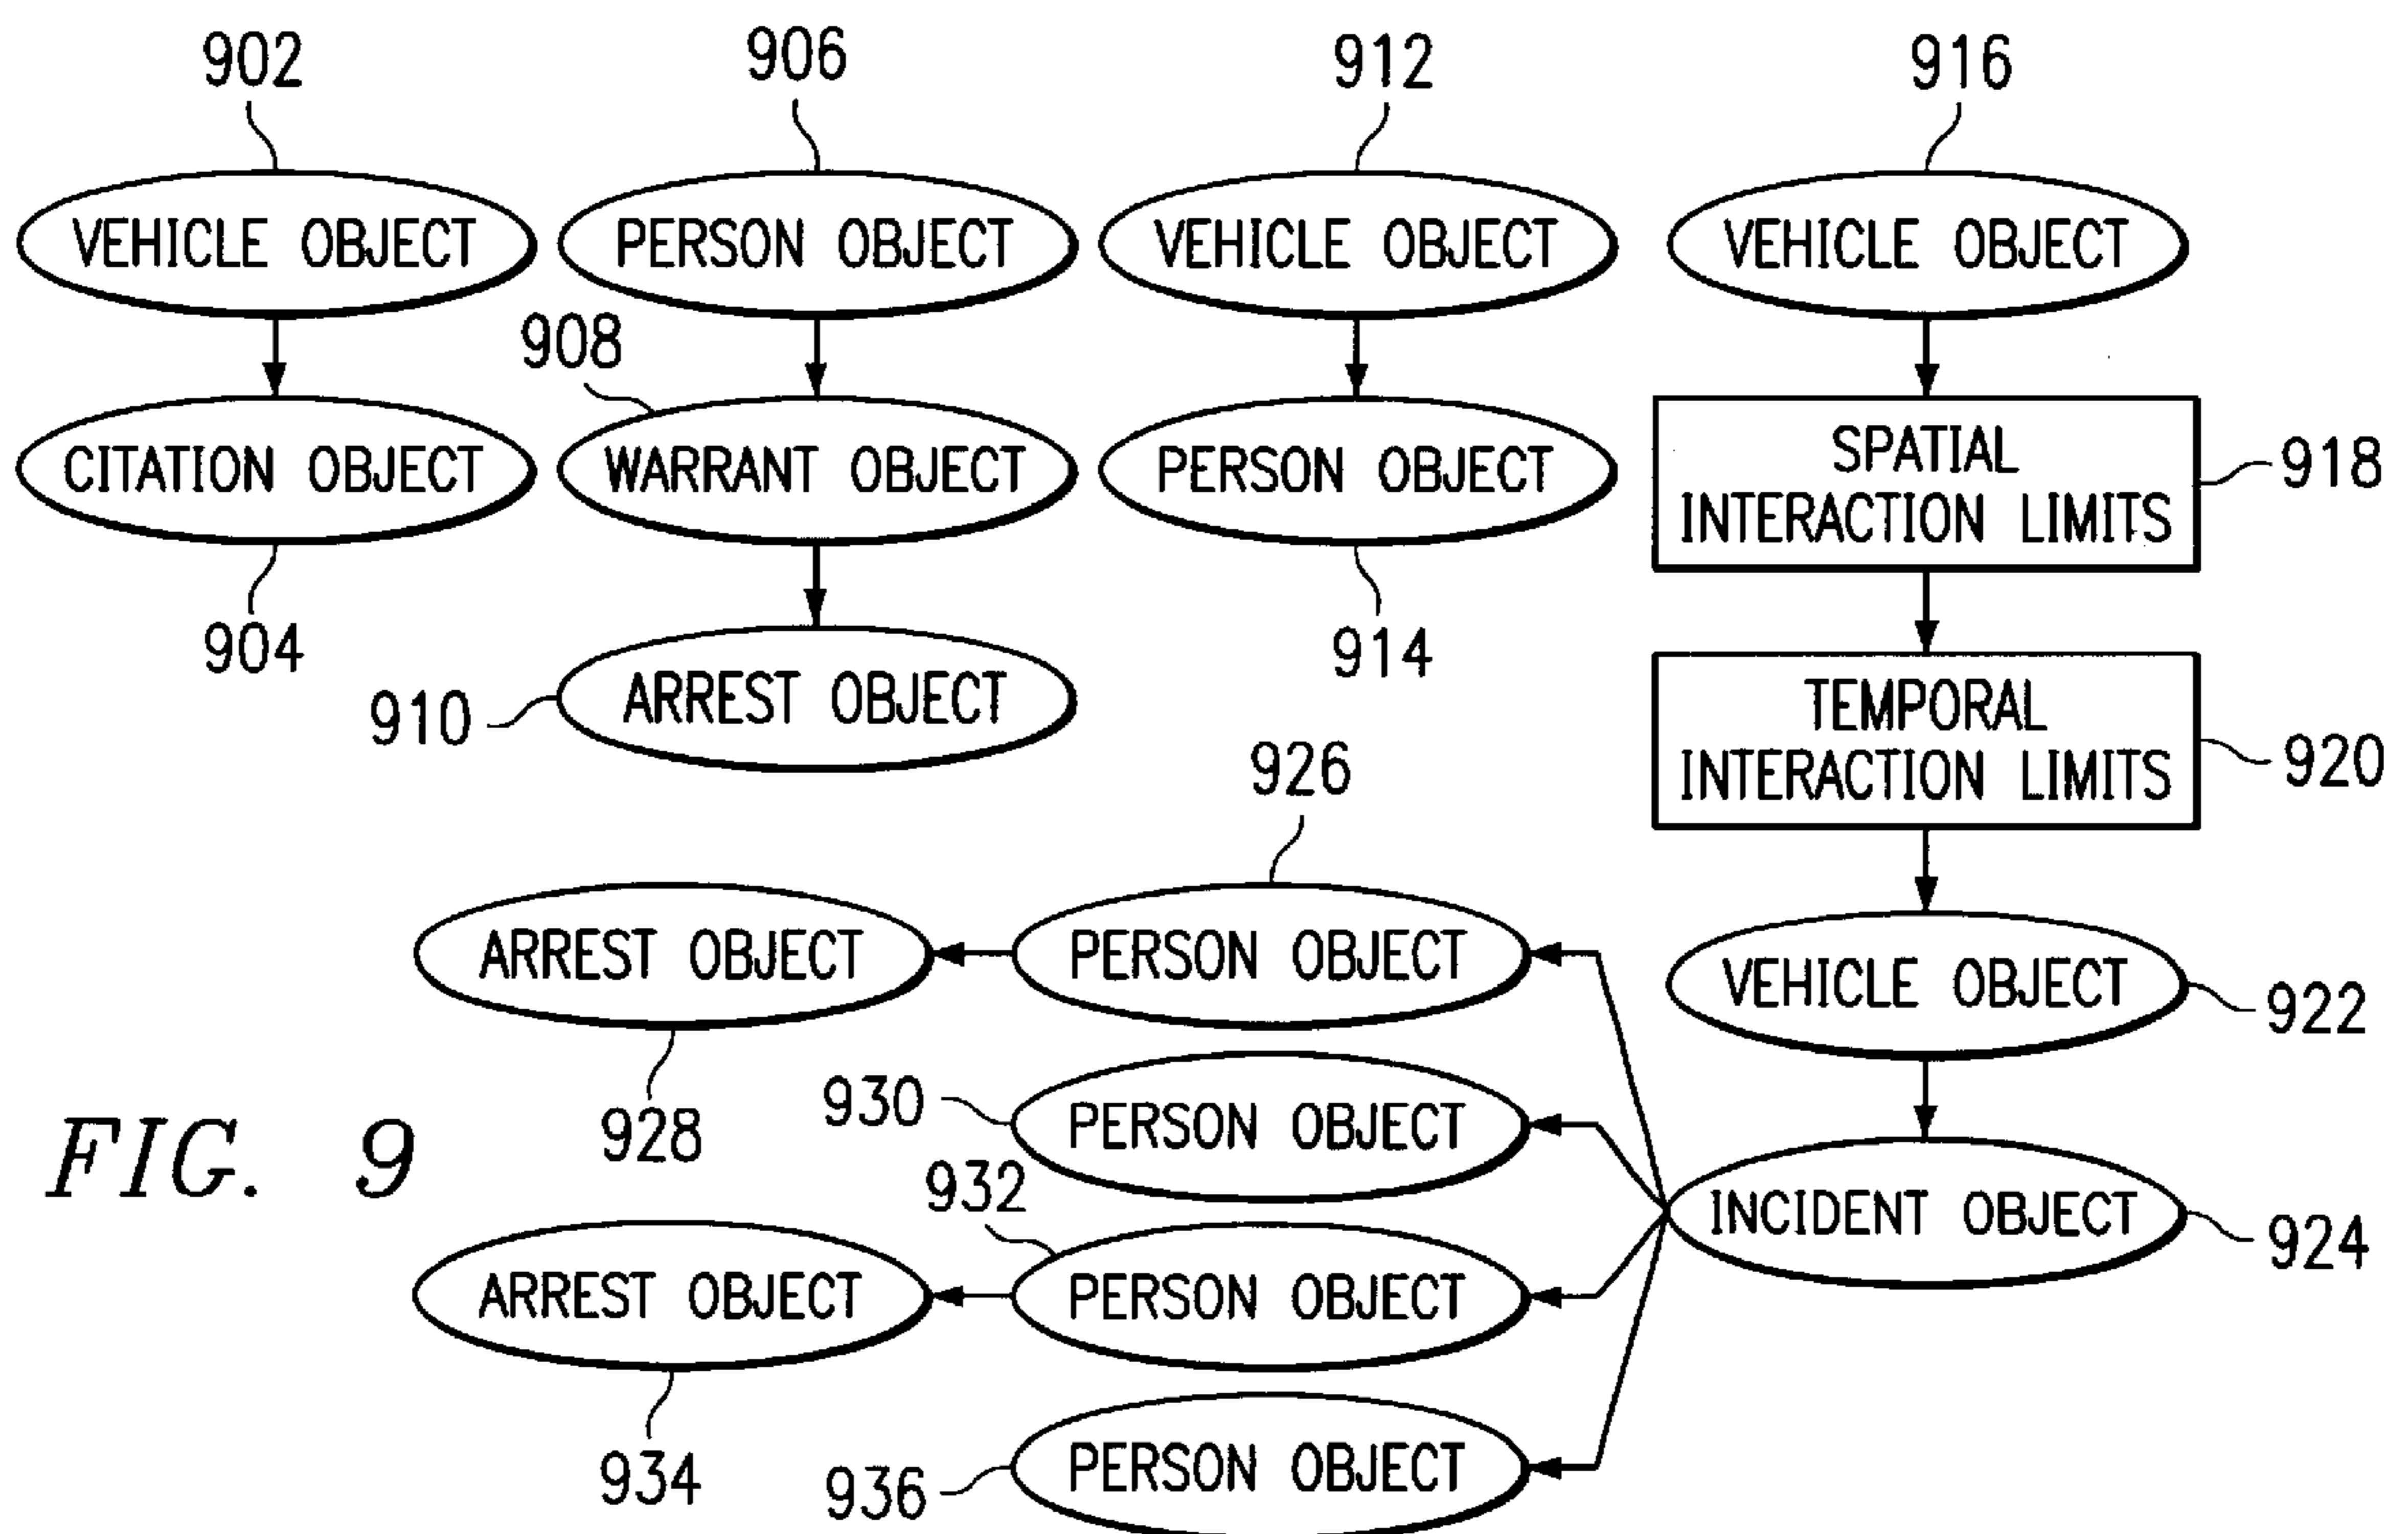 902
906
912
916
VEHICLE OBJECT
PERSON OBJECT
VEHICLE OBJECT
VEHICLE OBJECT
908
CITATION OBJECT
WARRANT OBJECT
PERSON OBJECT
SPATIAL
INTERACTION LIMITS
918
904
914
910
ARREST OBJECT
TEMPORAL
INTERACTION LIMITS
920
926
ARREST OBJECT
PERSON OBJECT
VEHICLE OBJECT
922
928
930
PERSON OBJECT
FIG. 9
932
INCIDENT OBJECT
924
ARREST OBJECT
PERSON OBJECT
934
936
PERSON OBJECT